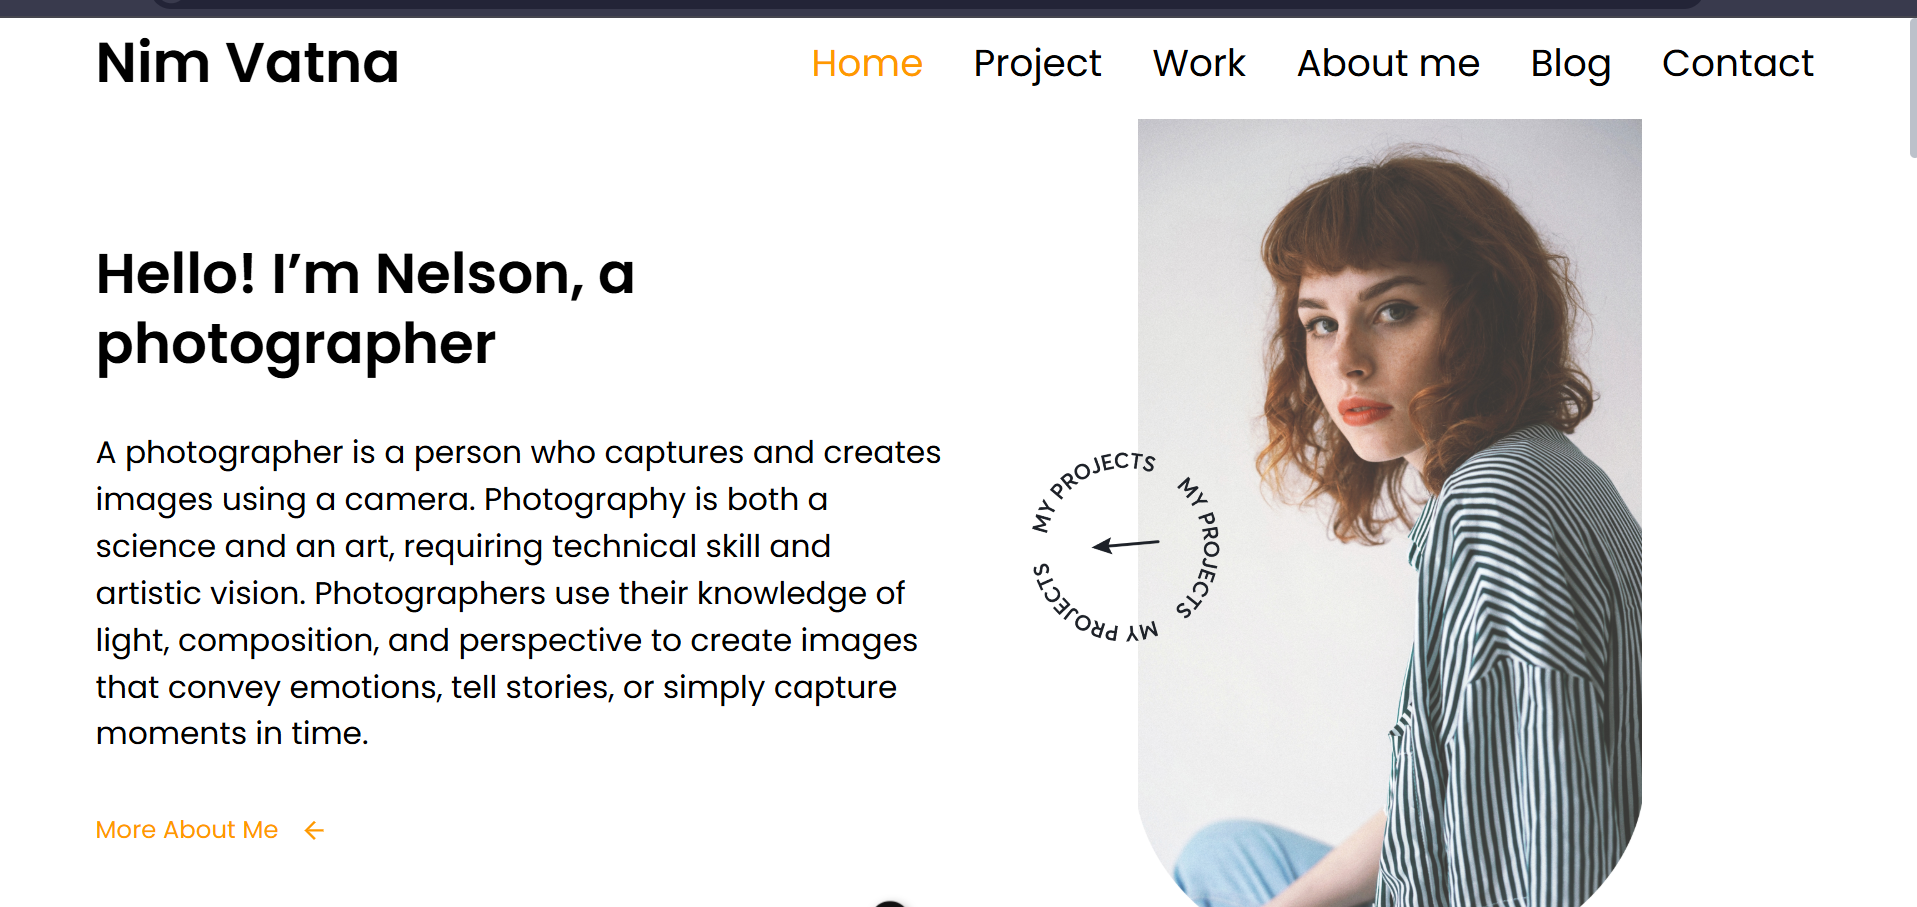 Nim Vatna
Home Project Work About me Blog Contact
Hello! I’m Nelson, a
photographer
A photographer is a person who captures and creates
images using a camera. Photography is both a
science and an art, requiring technical skill and
artistic vision. Photographers use their knowledge of
light, composition, and perspective to create images
that convey emotions, tell stories, or simply capture
moments in time.
More About Me
MY PROJECTS MY PROJECTS MY PROJECTS